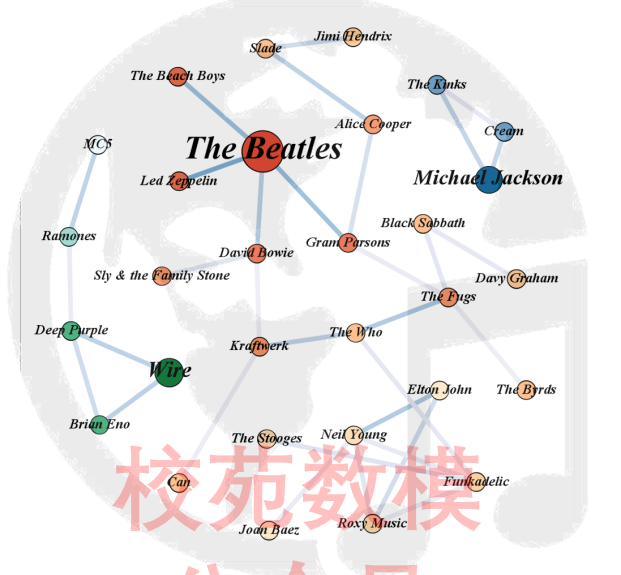 Jimi Hendrix
Slade
The Beach Boys
The Kinks
Alice Cooper
Cream
MC5
The Beatles
Led Zeppelin
Michael Jackson
Black Sabbath
Ramones
Gram Parsons
David Bowie
Sly & the Family Stone
Davy Graham
The Fugs
Deep Purple
The Who
Kraftwerk
Wire
Elton John
The Byrds
Brian Eno
Neil Young
The Stooges
Can
Funkadelic
校苑数模
Roxy Music
Joan Baez